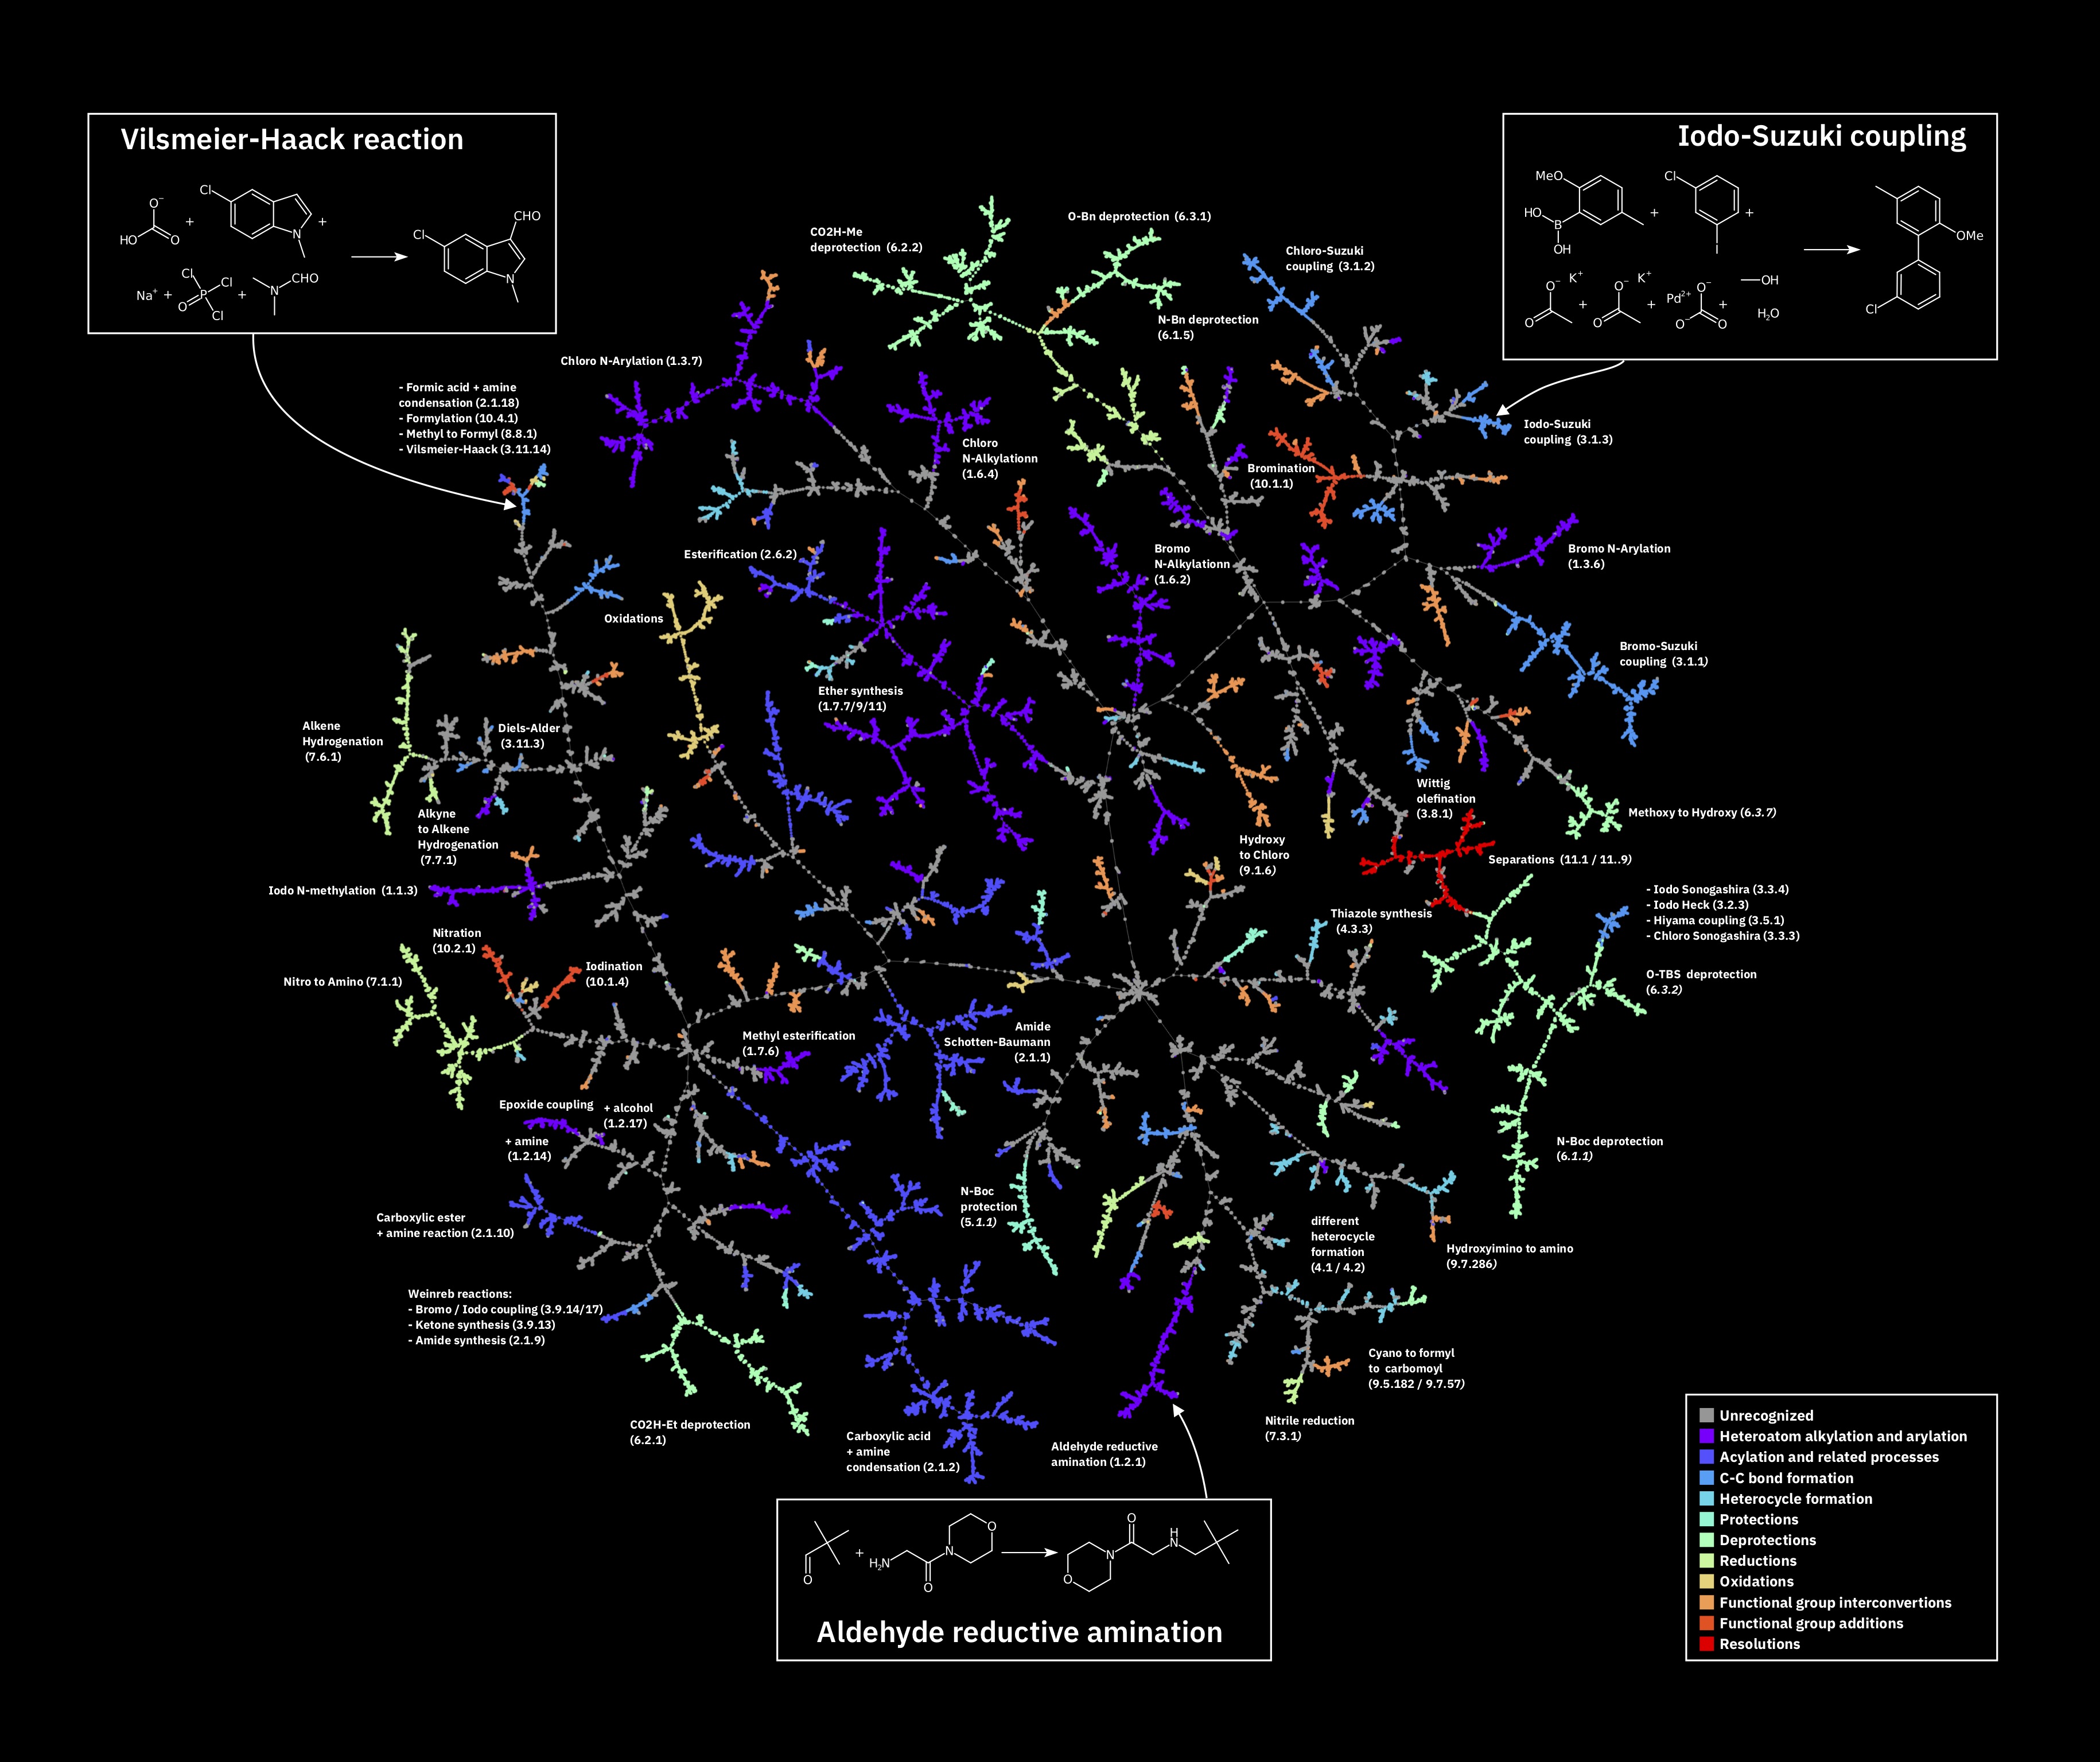 Vilsmeier-Haack reaction
O⁻
HO
O
+
Cl
N
+
Na⁺
+
Cl
P
Cl
O
Cl
+
N
CHO
Cl
CHO
N
Iodo-Suzuki coupling
MeO
HO
B
OH
+
Cl
I
+
O⁻
K⁺
O
+
O⁻
K⁺
O
+
Pd²⁺
O⁻
O⁻
O
+
OH
H₂O
OMe
Cl
CO2H-Me
deprotection (6.2.2)
O-Bn deprotection (6.3.1)
Chloro-Suzuki
coupling (3.1.2)
N-Bn deprotection
(6.1.5)
Chloro N-Arylation (1.3.7)
- Formic acid + amine
condensation (2.1.18)
- Formylation (10.4.1)
- Methyl to Formyl (8.8.1)
- Vilsmeier-Haack (3.11.14)
Chloro
N-Alkylationn
(1.6.4)
Bromination
(10.1.1)
Iodo-Suzuki
coupling (3.1.3)
Esterification (2.6.2)
Bromo
N-Alkylationn
(1.6.2)
Bromo N-Arylation
(1.3.6)
Oxidations
Bromo-Suzuki
coupling (3.1.1)
Ether synthesis
(1.7.7/9/11)
Alkene
Hydrogenation
(7.6.1)
Diels-Alder
(3.11.3)
Alkyne
to Alkene
Hydrogenation
(7.7.1)
Wittig
olefination
(3.8.1)
Methoxy to Hydroxy (6.3.7)
Hydroxy
to Chloro
(9.1.6)
Separations (11.1 / 11..9)
Iodo N-methylation (1.1.3)
- Iodo Sonogashira (3.3.4)
- Iodo Heck (3.2.3)
- Hiyama coupling (3.5.1)
- Chloro Sonogashira (3.3.3)
Thiazole synthesis
(4.3.3)
Nitration
(10.2.1)
Iodination
(10.1.4)
Nitro to Amino (7.1.1)
O-TBS deprotection
(6.3.2)
Methyl esterification
(1.7.6)
Amide
Schotten-Baumann
(2.1.1)
Epoxide coupling
+ alcohol
(1.2.17)
+ amine
(1.2.14)
N-Boc deprotection
(6.1.1)
N-Boc
protection
(5.1.1)
Carboxylic ester
+ amine reaction (2.1.10)
different
heterocycle
formation
(4.1 / 4.2)
Hydroxyimino to amino
(9.7.286)
Weinreb reactions:
- Bromo / Iodo coupling (3.9.14/17)
- Ketone synthesis (3.9.13)
- Amide synthesis (2.1.9)
Cyano to formyl
to carbomoyl
(9.5.182 / 9.7.57)
CO2H-Et deprotection
(6.2.1)
Carboxylic acid
+ amine
condensation (2.1.2)
Aldehyde reductive
amination (1.2.1)
Nitrile reduction
(7.3.1)
O
+
H₂N
O
N
O
O
N
O
H
N
Aldehyde reductive amination
Unrecognized
Heteroatom alkylation and arylation
Acylation and related processes
C-C bond formation
Heterocycle formation
Protections
Deprotections
Reductions
Oxidations
Functional group interconvertions
Functional group additions
Resolutions